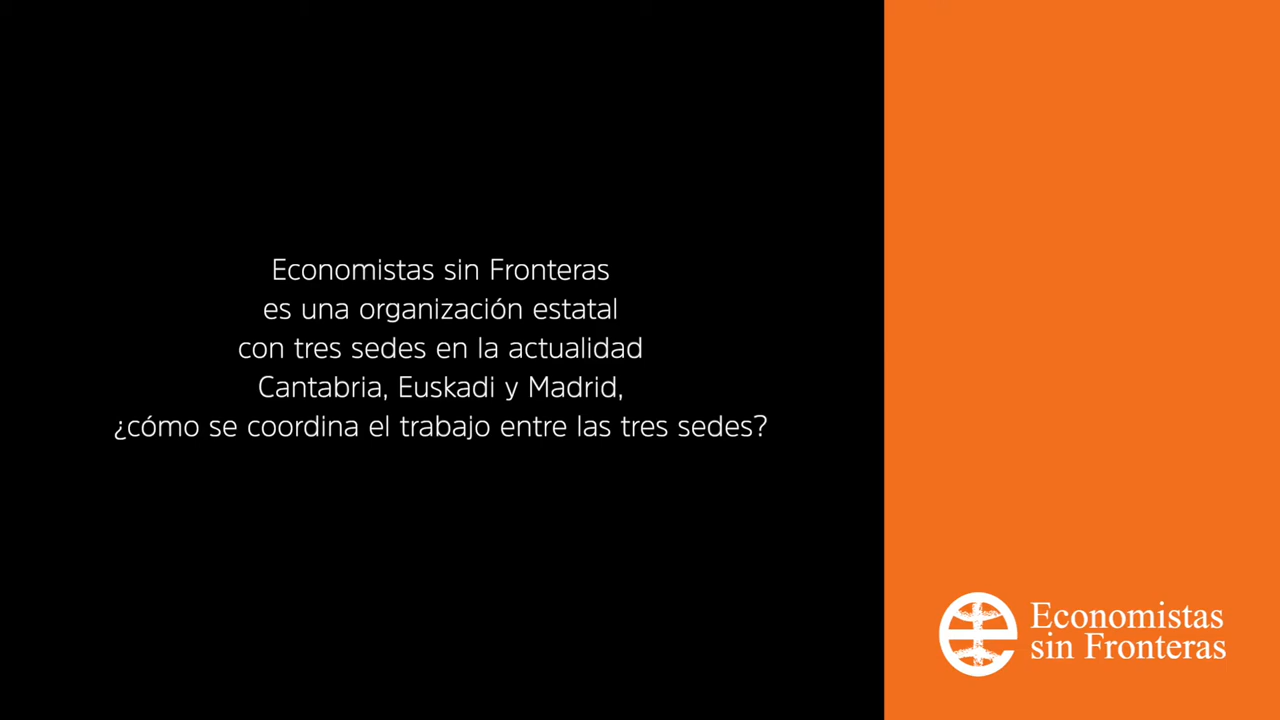 Economistas sin Fronteras
es una organización estatal
con tres sedes en la actualidad
Cantabria, Euskadi y Madrid,
¿cómo se coordina el trabajo entre las tres sedes?
Economistas
sin Fronteras